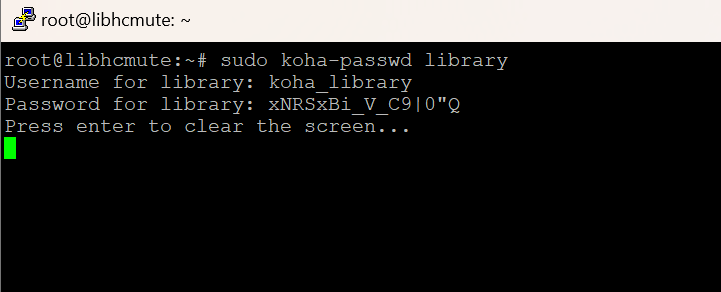 root@libhcmute: ~
root@libhcmute:~# sudo koha-passwd library
Username for library: koha_library
Password for library: xNRSxBi_V_C9|0"Q
Press enter to clear the screen...